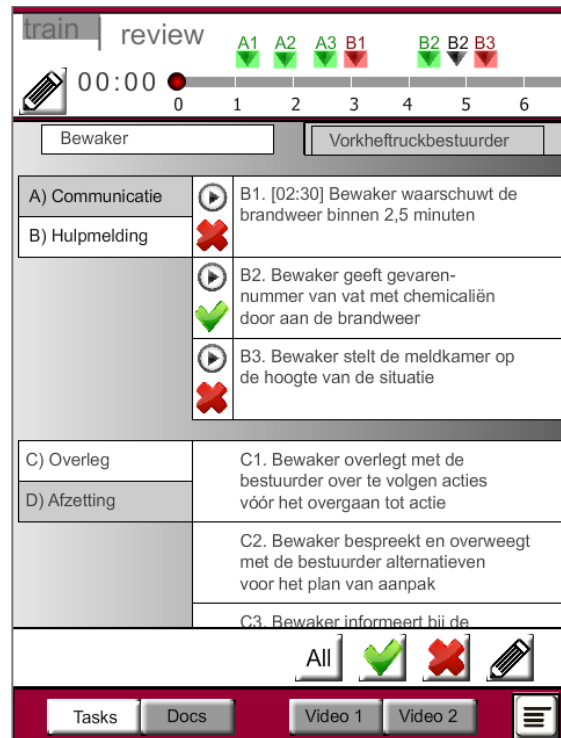 train review
A1 A2 A3 B1 B2 B2 B3
00:00
0 1 2 3 4 5 6
Bewaker Vorkheftruckbestuurder
A) Communicatie
B) Hulpmelding
B1. [02:30] Bewaker waarschuwt de
brandweer binnen 2,5 minuten
B2. Bewaker geeft gevaren-
nummer van vat met chemicaliën
door aan de brandweer
B3. Bewaker stelt de meldkamer op
de hoogte van de situatie
C) Overleg
D) Afzetting
C1. Bewaker overlegt met de
bestuurder over te volgen acties
vóór het overgaan tot actie
C2. Bewaker bespreekt en overweegt
met de bestuurder alternatieven
voor het plan van aanpak
C3. Bewaker informeert bij de
All
Tasks Docs Video 1 Video 2